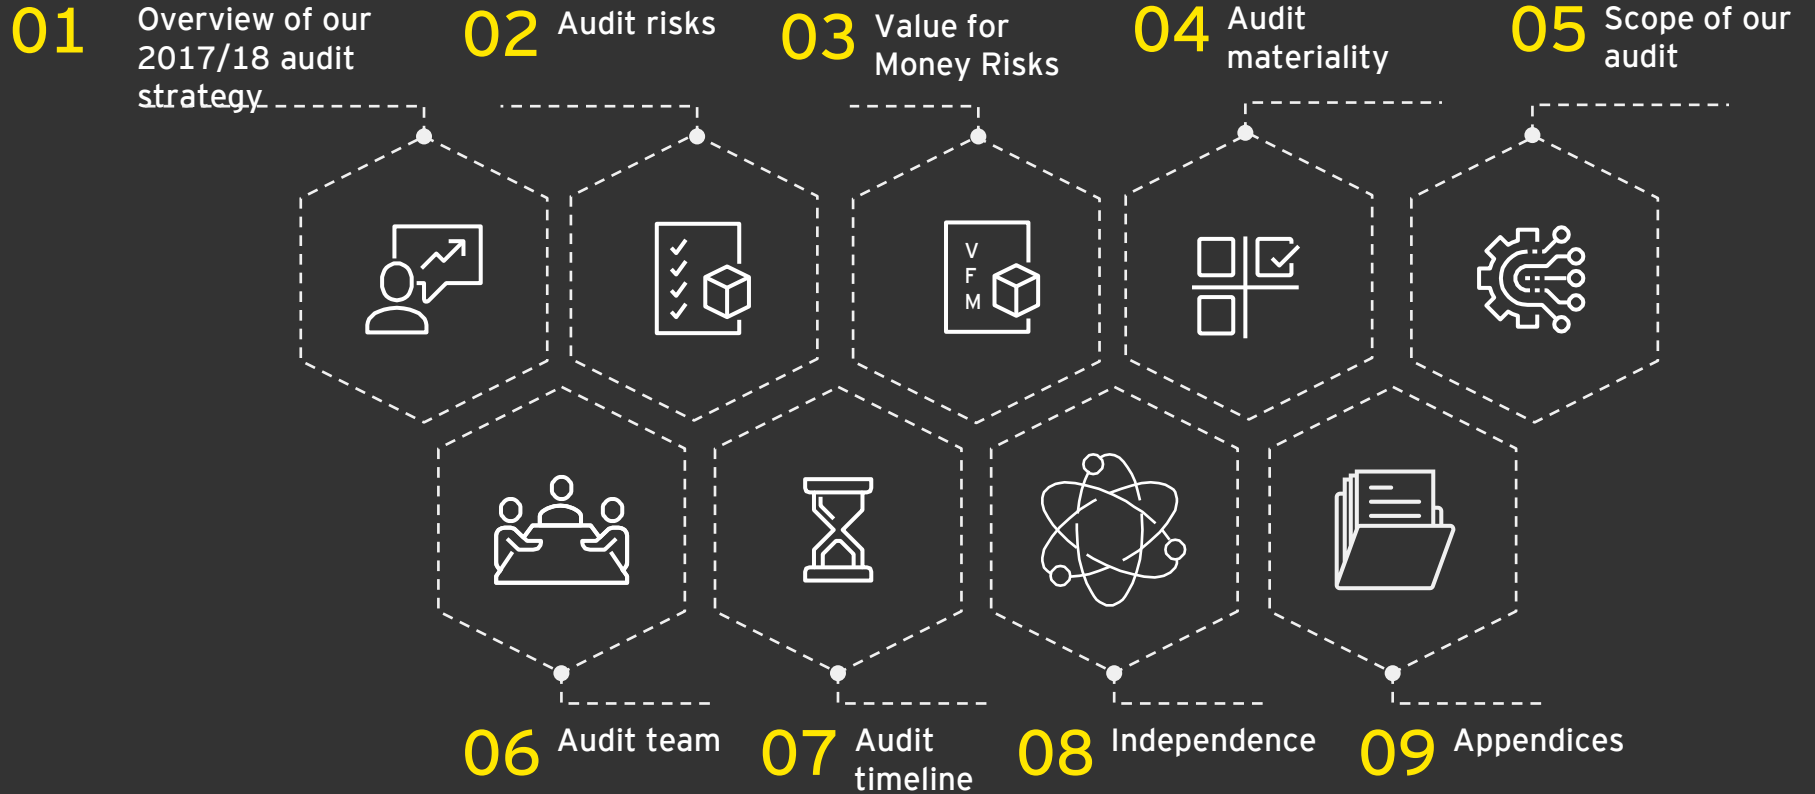 01
Overview of our
2017/18 audit
strategy
02
Audit risks
03
Value for
Money Risks
04
Audit
materiality
05
Scope of our
audit
V
F
M
06
Audit team
07
Audit
timeline
08
Independence
09
Appendices